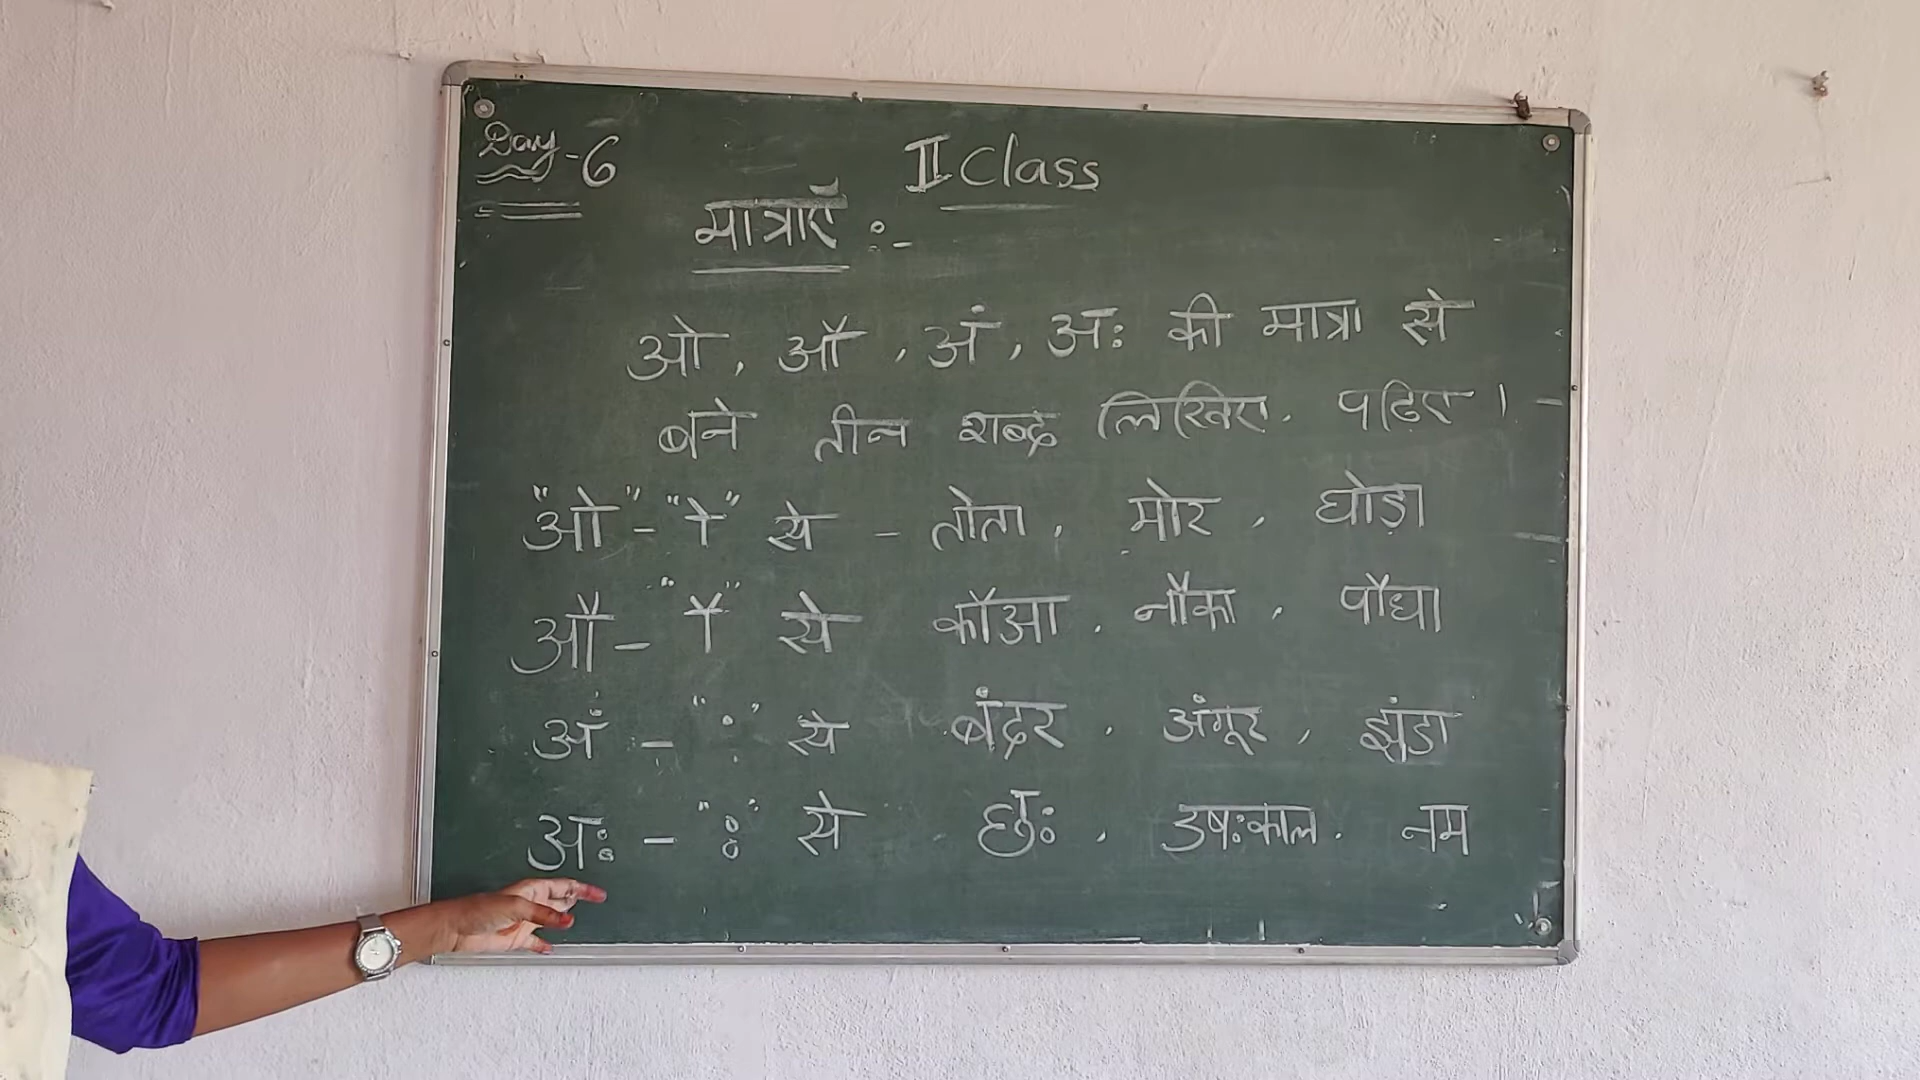 Day-6
II Class
मात्राएँ :-
ओ, औ, अं, अः की मात्रा से
बने तीन शब्द लिखिए, पढिए।
"ओ" - "ो" से - तोता, मोर, घोड़ा
औ - "ौ" से कौआ, नौका, पौधा
अं - "ं" से बंदर, अंगूर, झंडा
अः - "ः" से छः, उषःकाल, नम